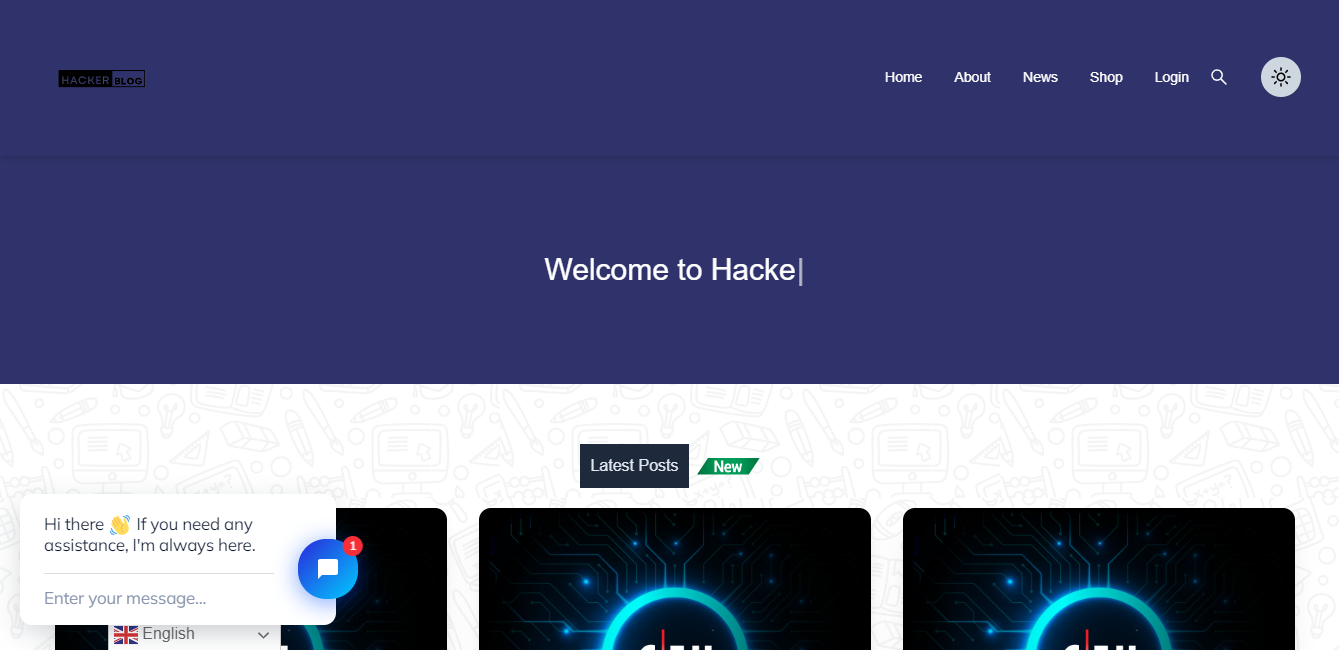 HACKER BLOG
Home
About
News
Shop
Login
Welcome to Hacke
Latest Posts
New
Hi there 👋 If you need any
assistance, I'm always here.
1
Enter your message...
English